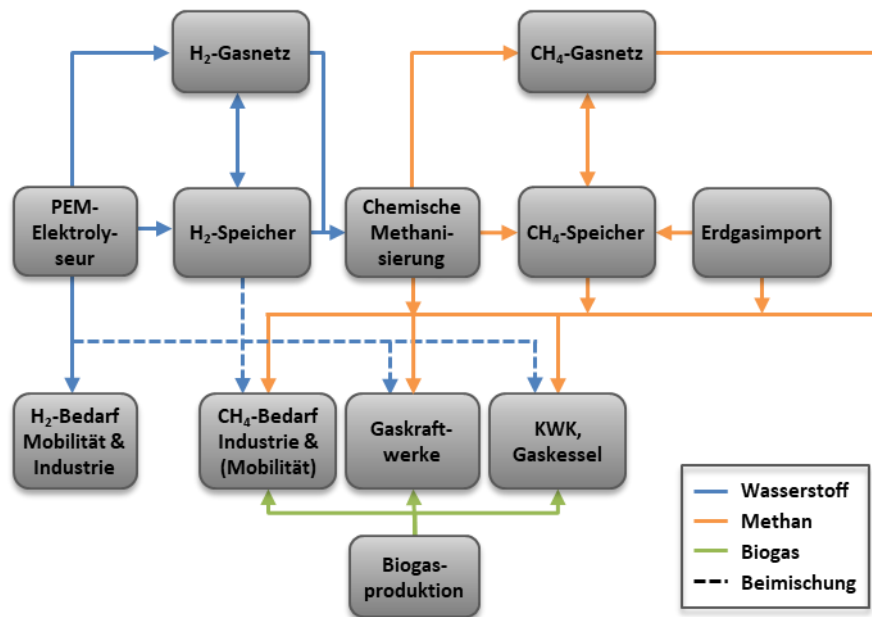 H₂-Gasnetz
CH₄-Gasnetz
PEM-
Elektroly-
seur
H₂-Speicher
Chemische
Methani-
sierung
CH₄-Speicher
Erdgasimport
H₂-Bedarf
Mobilität &
Industrie
CH₄-Bedarf
Industrie &
(Mobilität)
Gaskraft-
werke
KWK,
Gaskessel
Biogas-
produktion
Wasserstoff
Methan
Biogas
Beimischung